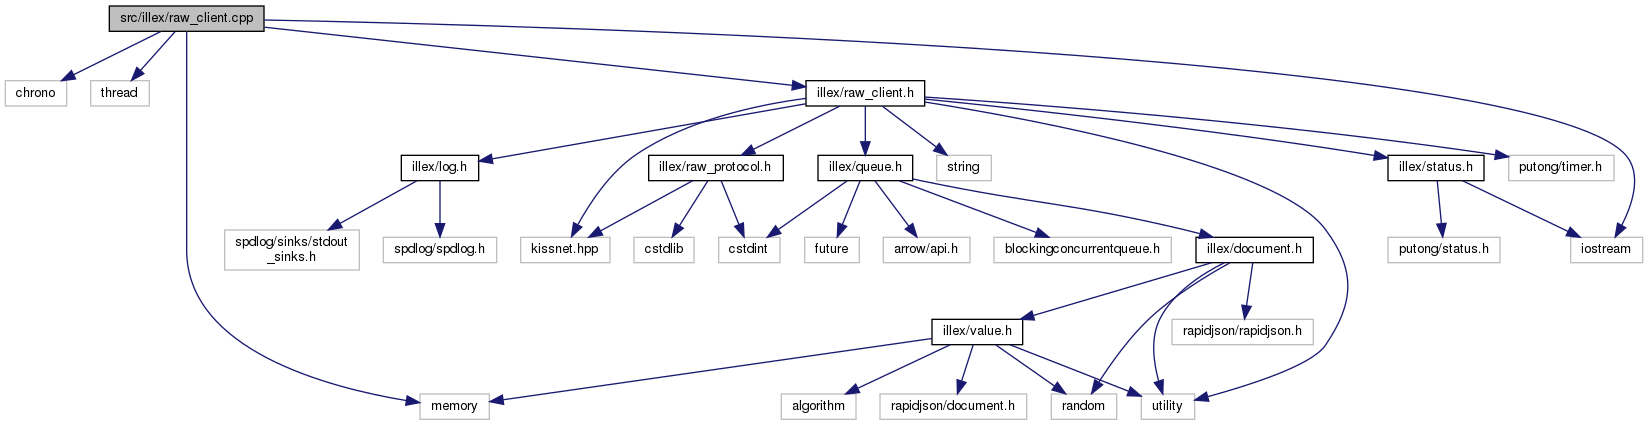 src/illex/raw_client.cpp
chrono
thread
illex/raw_client.h
illex/log.h
illex/raw_protocol.h
illex/queue.h
string
illex/status.h
putong/timer.h
spdlog/sinks/stdout
_sinks.h
spdlog/spdlog.h
kissnet.hpp
cstdlib
cstdint
future
arrow/api.h
blockingconcurrentqueue.h
illex/document.h
putong/status.h
iostream
illex/value.h
rapidjson/rapidjson.h
memory
algorithm
rapidjson/document.h
random
utility